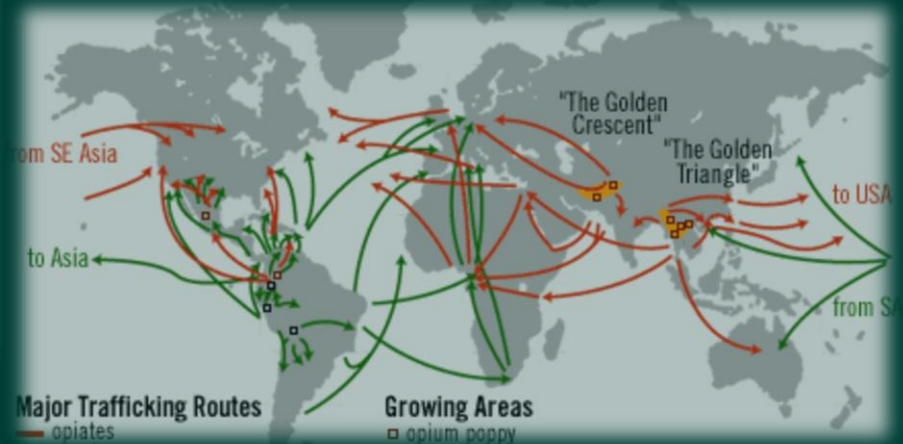 "The Golden
Crescent"
"The Golden
Triangle"
rom SE Asia
to USA
to Asia
from SA
Major Trafficking Routes
opiates
Growing Areas
opium poppy